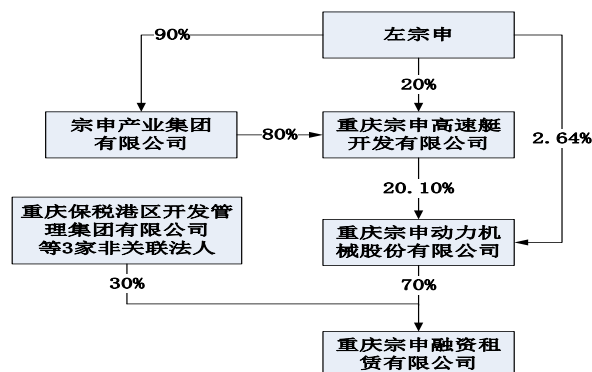 左宗申
90%
20%
2.64%
宗申产业集团
有限公司
80%
重庆宗申高速艇
开发有限公司
20.10%
重庆保税港区开发管
理集团有限公司
等3家非关联法人
重庆宗申动力机
械股份有限公司
30%
70%
重庆宗申融资租
赁有限公司